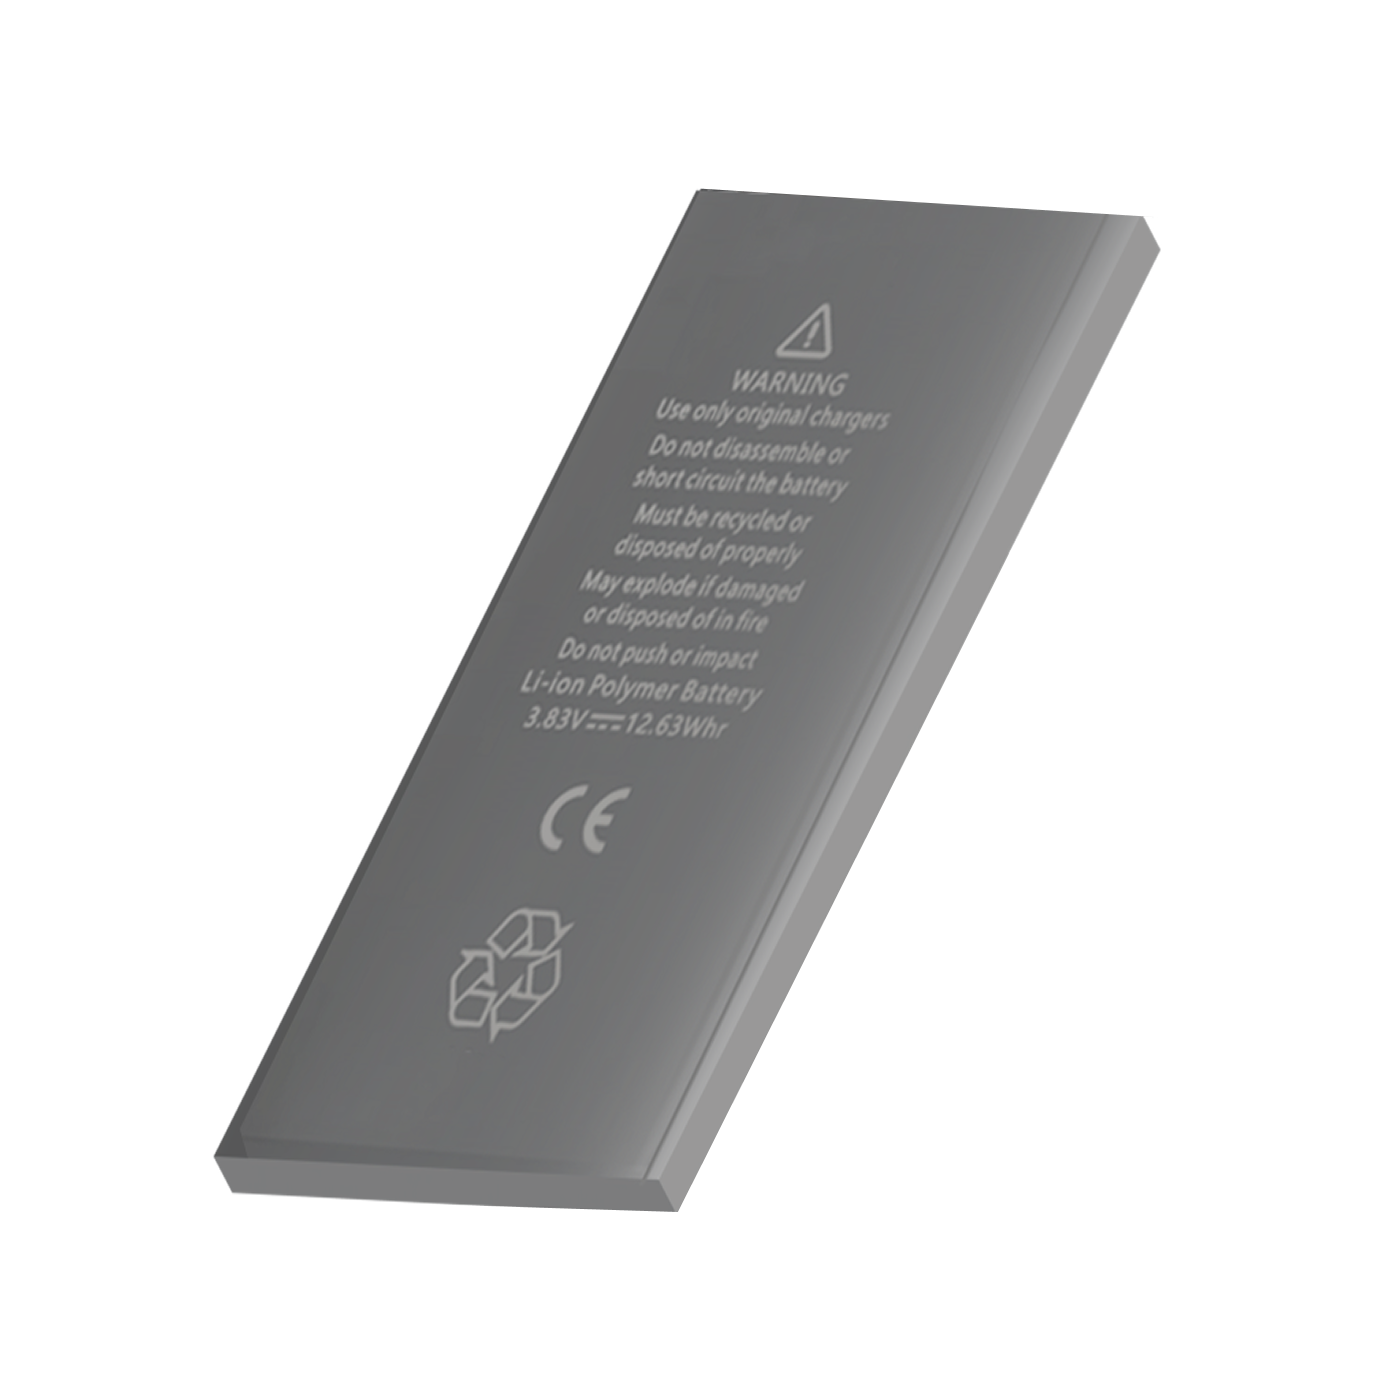 WARNING
Use only original chargers
Do not disassemble or
short circuit the battery
Must be recycled or
disposed of properly
May explode if damaged
or disposed of in fire
Do not push or impact
Li-ion Polymer Battery
3.83V⎓12.63Whr
CE